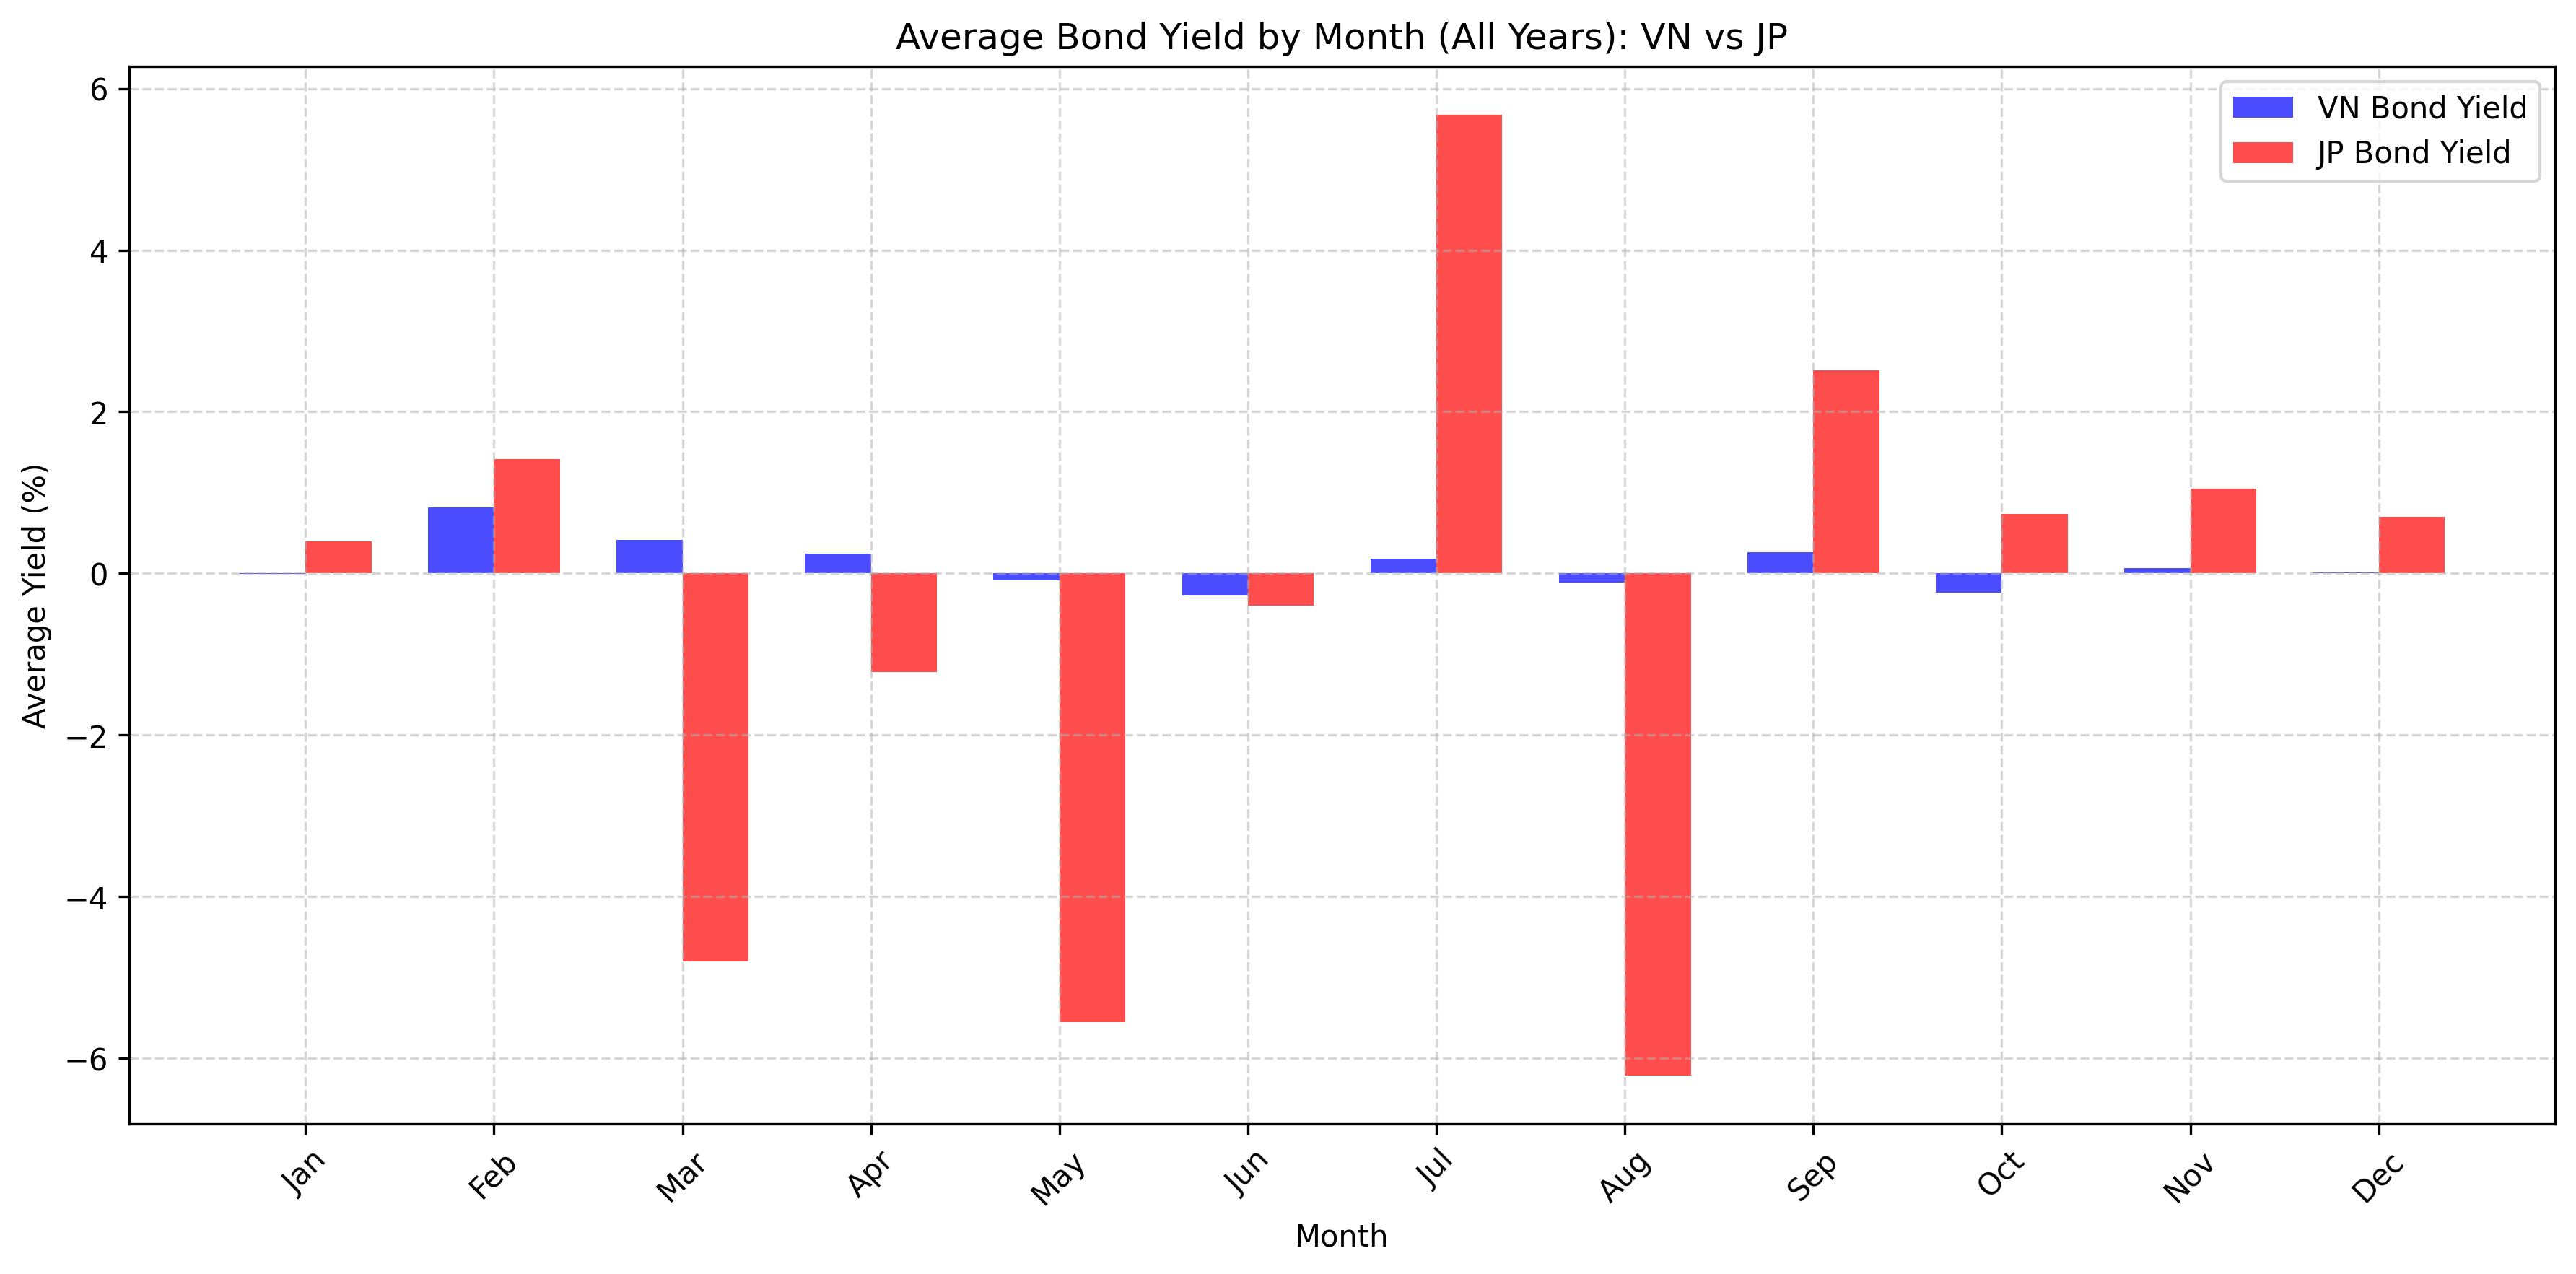 Average Bond Yield by Month (All Years): VN vs JP
VN Bond Yield
JP Bond Yield
Average Yield (%)
6
4
2
0
−2
−4
−6
Jan
Feb
Mar
Apr
May
Jun
Jul
Aug
Sep
Oct
Nov
Dec
Month